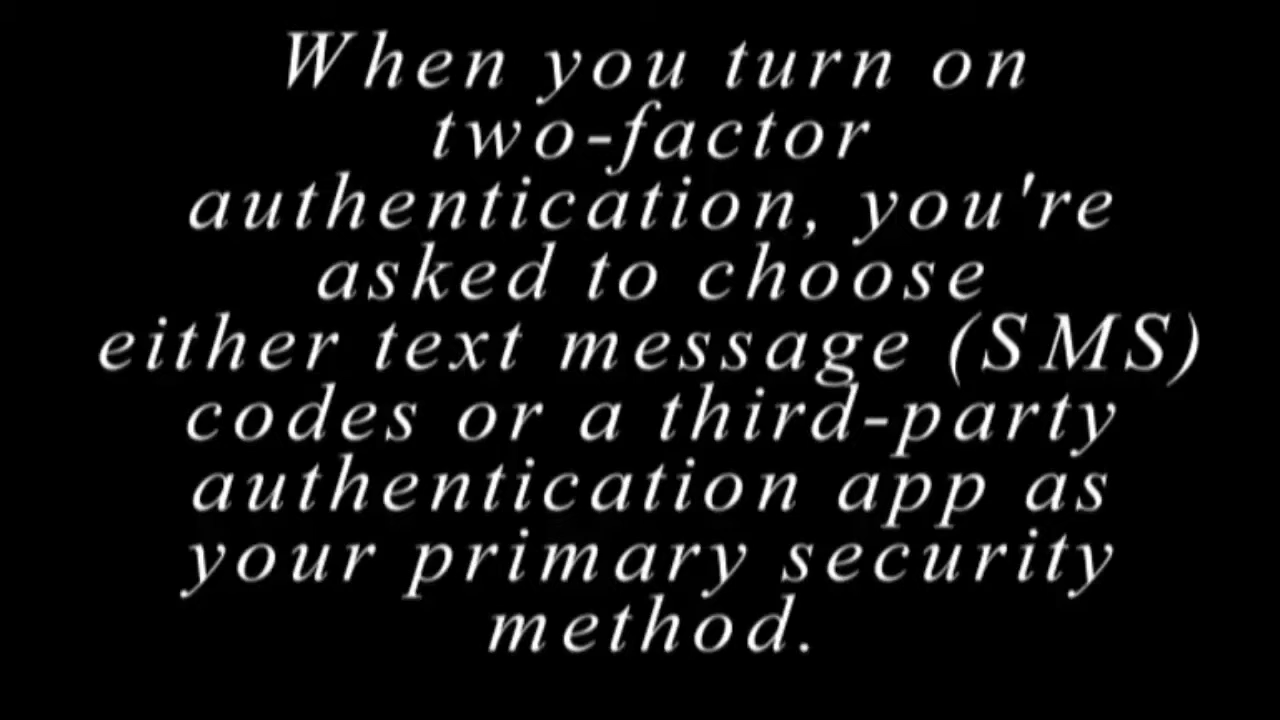 When you turn on
two-factor
authentication, you're
asked to choose
either text message (SMS)
codes or a third-party
authentication app as
your primary security
method.